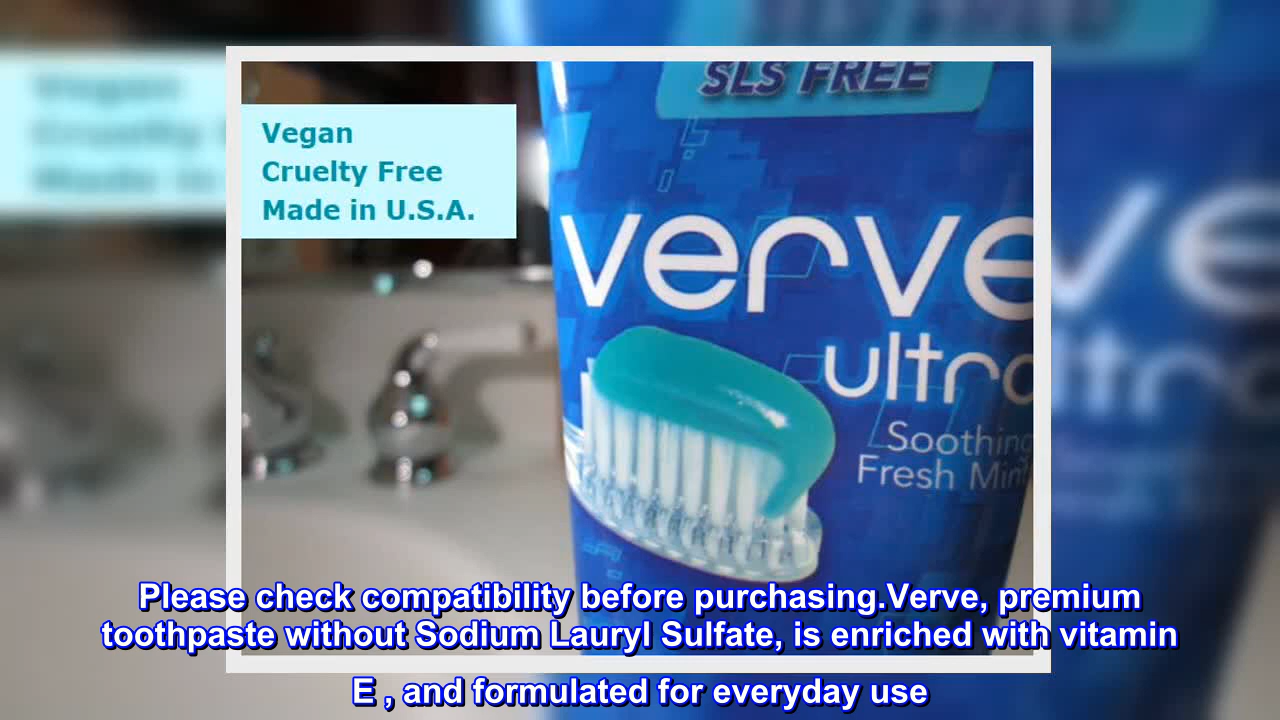 SLS FREE
Vegan
Cruelty Free
Made in U.S.A.
verve
ultra
Soothing
Fresh Mint
Please check compatibility before purchasing.Verve, premium
toothpaste without Sodium Lauryl Sulfate, is enriched with vitamin
E , and formulated for everyday use